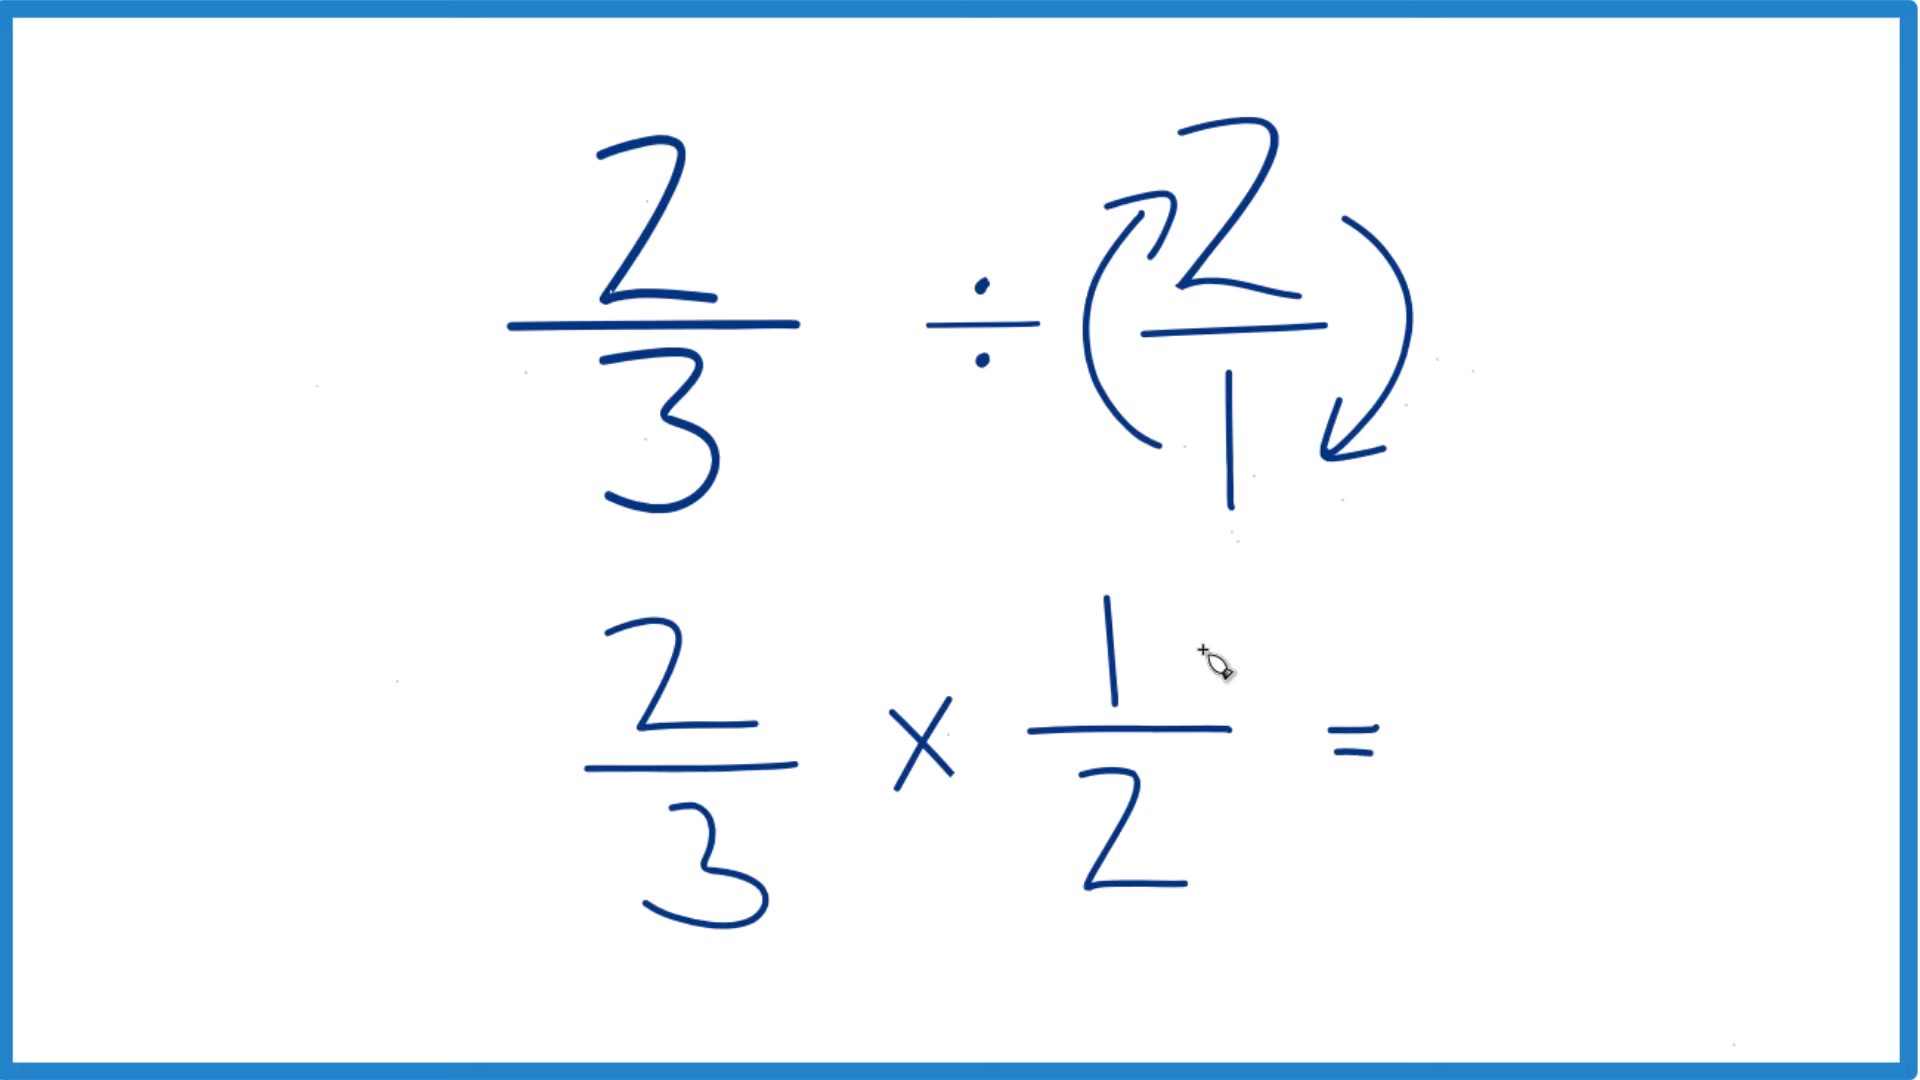 2/3 ÷ 2/1
2/3 × 1/2 =